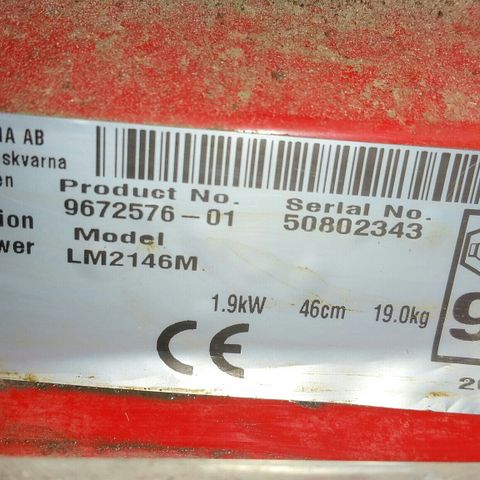 NA AB
skvarna
en
Product No. Serial No.
tion 9672576-01 50802343
wer Model
LM2146M
1.9kW 46cm 19.0kg
9
CE
20